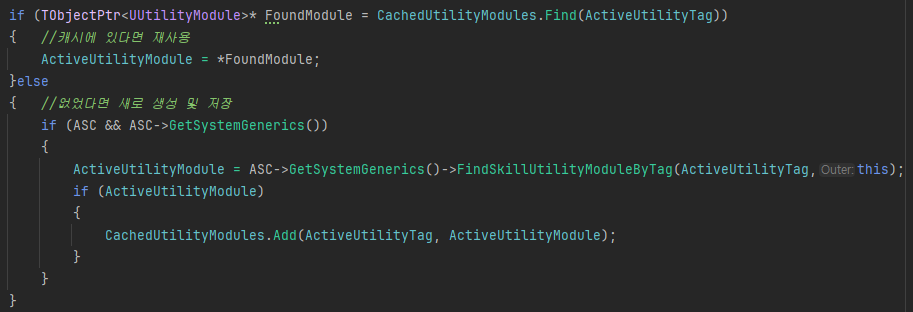 if (TObjectPtr<UUtilityModule>* FoundModule = CachedUtilityModules.Find(ActiveUtilityTag))
{   //캐시에 있다면 재사용
    ActiveUtilityModule = *FoundModule;
}else
{   //없었다면 새로 생성 및 저장
    if (ASC && ASC->GetSystemGenerics())
    {
        ActiveUtilityModule = ASC->GetSystemGenerics()->FindSkillUtilityModuleByTag(ActiveUtilityTag, Outer: this);
        if (ActiveUtilityModule)
        {
            CachedUtilityModules.Add(ActiveUtilityTag, ActiveUtilityModule);
        }
    }
}